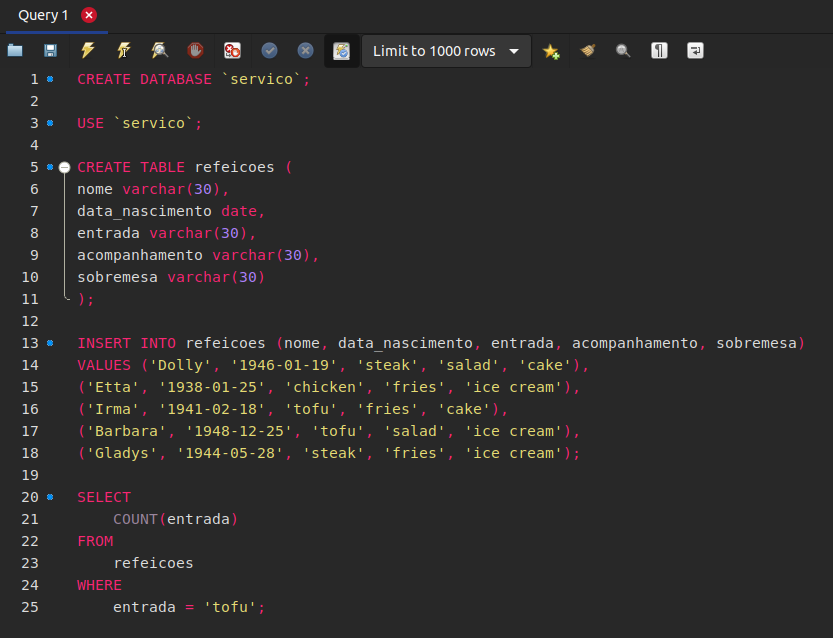 Query 1
Limit to 1000 rows
1 CREATE DATABASE `servico`;
2
3 USE `servico`;
4
5 CREATE TABLE refeicoes (
6 nome varchar(30),
7 data_nascimento date,
8 entrada varchar(30),
9 acompanhamento varchar(30),
10 sobremesa varchar(30)
11 );
12
13 INSERT INTO refeicoes (nome, data_nascimento, entrada, acompanhamento, sobremesa)
14 VALUES ('Dolly', '1946-01-19', 'steak', 'salad', 'cake'),
15 ('Etta', '1938-01-25', 'chicken', 'fries', 'ice cream'),
16 ('Irma', '1941-02-18', 'tofu', 'fries', 'cake'),
17 ('Barbara', '1948-12-25', 'tofu', 'salad', 'ice cream'),
18 ('Gladys', '1944-05-28', 'steak', 'fries', 'ice cream');
19
20 SELECT
21     COUNT(entrada)
22 FROM
23     refeicoes
24 WHERE
25     entrada = 'tofu';